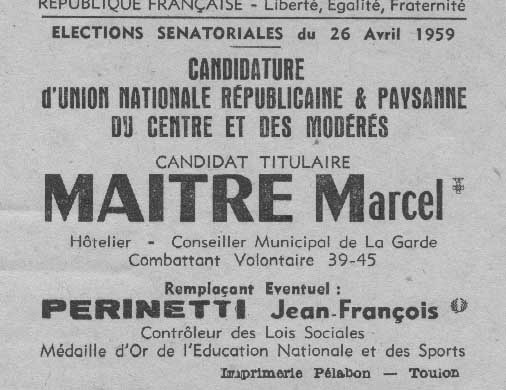 RÉPUBLIQUE FRANÇAISE - Liberté, Egalité, Fraternité
ELECTIONS SENATORIALES du 26 Avril 1959
CANDIDATURE
d'UNION NATIONALE RÉPUBLICAINE & PAYSANNE
DU CENTRE ET DES MODÉRÉS
CANDIDAT TITULAIRE
MAITRE Marcel
Hôtelier - Conseiller Municipal de La Garde
Combattant Volontaire 39-45
Remplaçant Eventuel :
PERINETTI Jean-François
Contrôleur des Lois Sociales
Médaille d'Or de l'Education Nationale et des Sports
Imprimerie Pélabon — Toulon